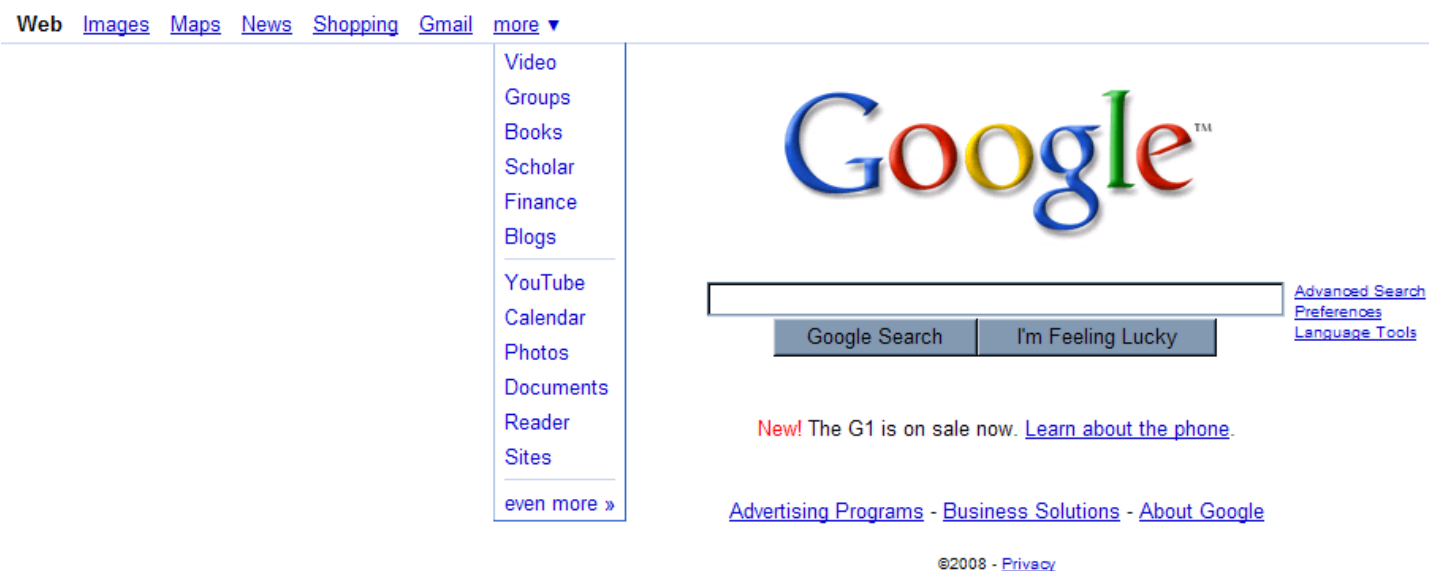 Web Images Maps News Shopping Gmail more ▼
Video
Groups
Books
Scholar
Finance
Blogs
YouTube
Calendar
Photos
Documents
Reader
Sites
even more »
Google™
Advanced Search
Preferences
Language Tools
Google Search I'm Feeling Lucky
New! The G1 is on sale now. Learn about the phone.
Advertising Programs - Business Solutions - About Google
©2008 - Privacy